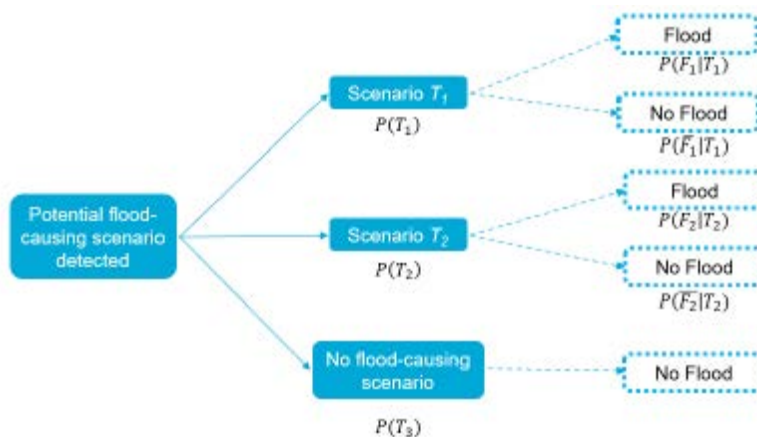 Flood
P(F₁|T₁)
Scenario T₁
P(T₁)
No Flood
P(F̅₁|T₁)
Potential flood-
causing scenario
detected
Flood
P(F₂|T₂)
Scenario T₂
P(T₂)
No Flood
P(F̅₂|T₂)
No flood-causing
scenario
P(T₃)
No Flood